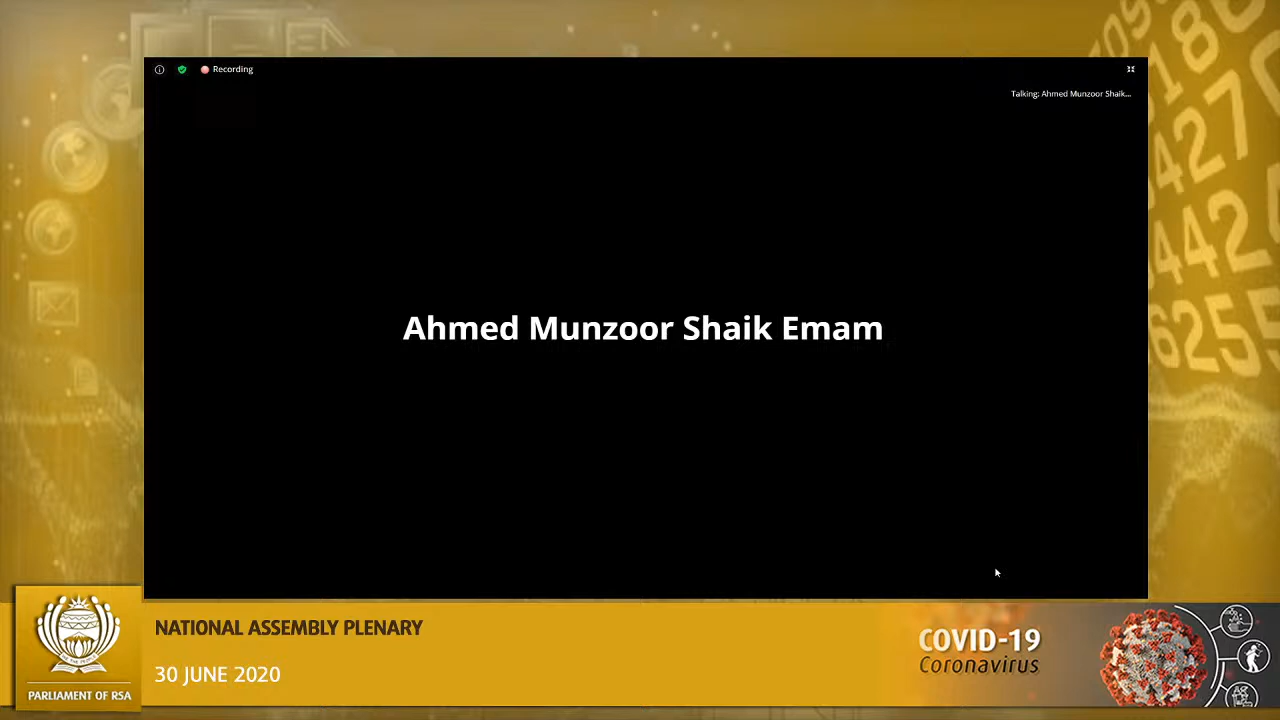 Recording
Talking: Ahmed Munzoor Shaik...
Ahmed Munzoor Shaik Emam
NATIONAL ASSEMBLY PLENARY
30 JUNE 2020
PARLIAMENT OF RSA
COVID-19
Coronavirus